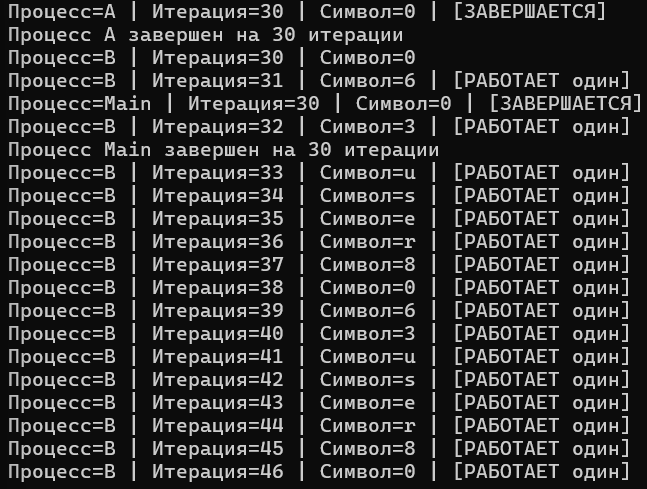 Процесс=A | Итерация=30 | Символ=0 | [ЗАВЕРШАЕТСЯ]
Процесс A завершен на 30 итерации
Процесс=B | Итерация=30 | Символ=0
Процесс=B | Итерация=31 | Символ=6 | [РАБОТАЕТ один]
Процесс=Main | Итерация=30 | Символ=0 | [ЗАВЕРШАЕТСЯ]
Процесс=B | Итерация=32 | Символ=3 | [РАБОТАЕТ один]
Процесс Main завершен на 30 итерации
Процесс=B | Итерация=33 | Символ=u | [РАБОТАЕТ один]
Процесс=B | Итерация=34 | Символ=s | [РАБОТАЕТ один]
Процесс=B | Итерация=35 | Символ=e | [РАБОТАЕТ один]
Процесс=B | Итерация=36 | Символ=r | [РАБОТАЕТ один]
Процесс=B | Итерация=37 | Символ=8 | [РАБОТАЕТ один]
Процесс=B | Итерация=38 | Символ=0 | [РАБОТАЕТ один]
Процесс=B | Итерация=39 | Символ=6 | [РАБОТАЕТ один]
Процесс=B | Итерация=40 | Символ=3 | [РАБОТАЕТ один]
Процесс=B | Итерация=41 | Символ=u | [РАБОТАЕТ один]
Процесс=B | Итерация=42 | Символ=s | [РАБОТАЕТ один]
Процесс=B | Итерация=43 | Символ=e | [РАБОТАЕТ один]
Процесс=B | Итерация=44 | Символ=r | [РАБОТАЕТ один]
Процесс=B | Итерация=45 | Символ=8 | [РАБОТАЕТ один]
Процесс=B | Итерация=46 | Символ=0 | [РАБОТАЕТ один]